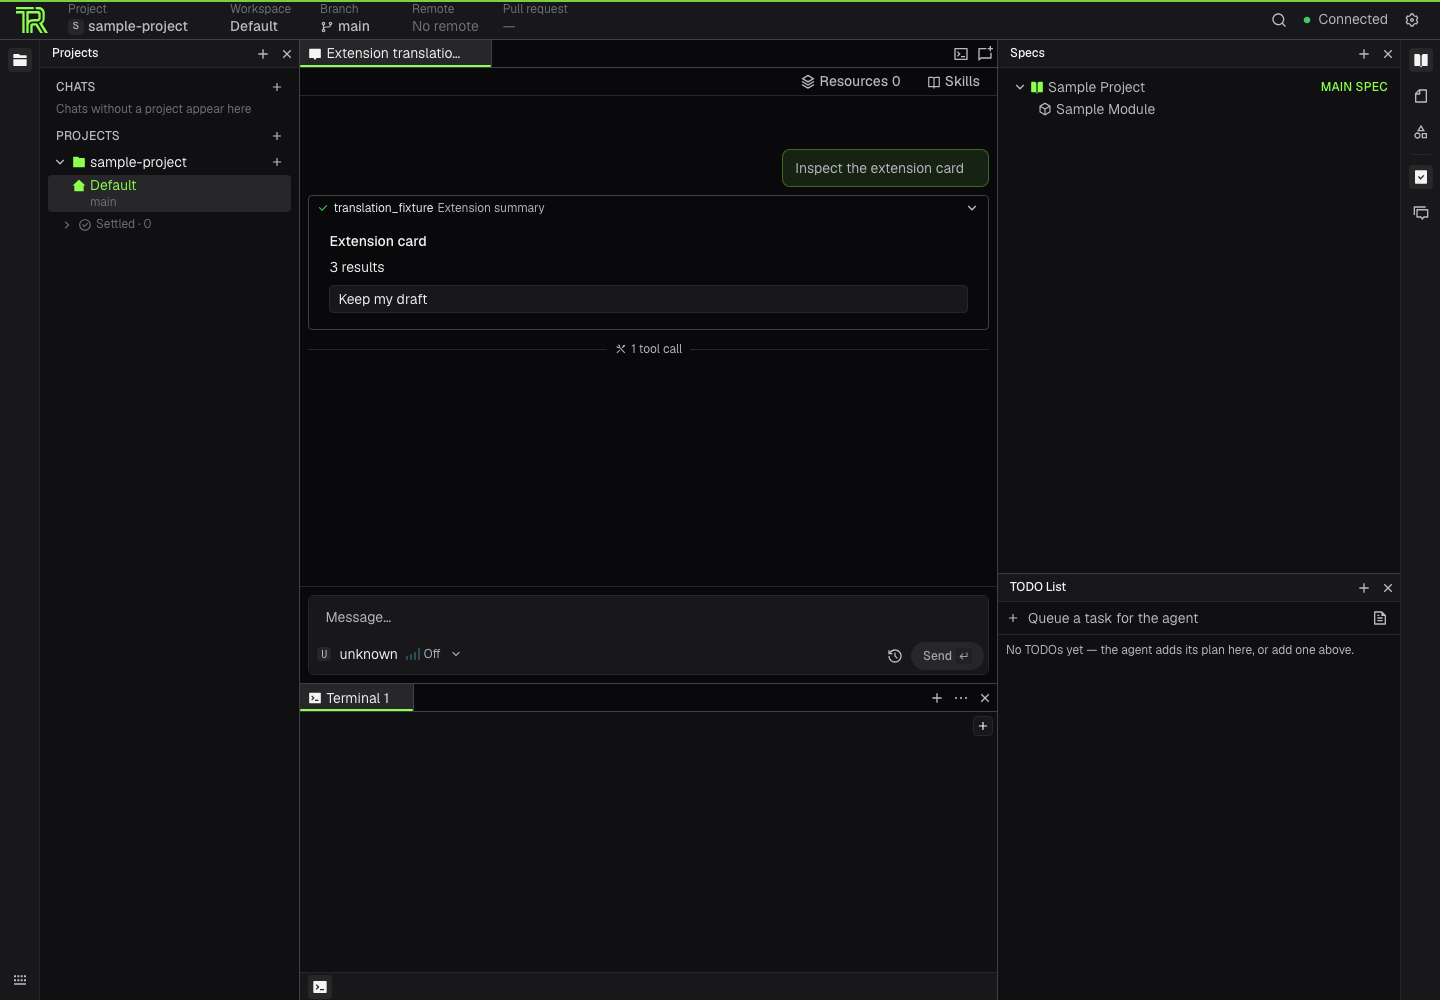 Project
S sample-project
Workspace
Default
Branch
main
Remote
No remote
Pull request
—
Connected
Projects
CHATS
Chats without a project appear here
PROJECTS
sample-project
Default
main
Settled · 0
Extension translatio...
Resources 0
Skills
Inspect the extension card
translation_fixture Extension summary
Extension card
3 results
Keep my draft
1 tool call
Message...
U unknown Off
Send
Terminal 1
Specs
Sample Project MAIN SPEC
Sample Module
TODO List
Queue a task for the agent
No TODOs yet — the agent adds its plan here, or add one above.